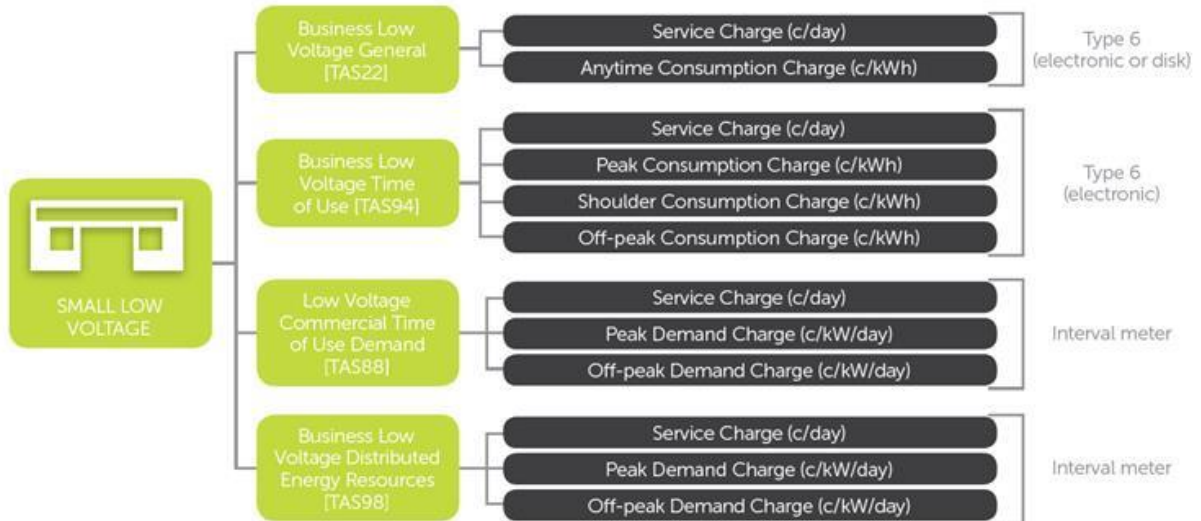 Business Low
Voltage General
[TAS22]
Service Charge (c/day)
Anytime Consumption Charge (c/kWh)
Type 6
(electronic or disk)
Business Low
Voltage Time
of Use [TAS94]
Service Charge (c/day)
Peak Consumption Charge (c/kWh)
Shoulder Consumption Charge (c/kWh)
Off-peak Consumption Charge (c/kWh)
Type 6
(electronic)
SMALL LOW
VOLTAGE
Low Voltage
Commercial Time
of Use Demand
[TAS88]
Service Charge (c/day)
Peak Demand Charge (c/kW/day)
Off-peak Demand Charge (c/kW/day)
Interval meter
Business Low
Voltage Distributed
Energy Resources
[TAS98]
Service Charge (c/day)
Peak Demand Charge (c/kW/day)
Off-peak Demand Charge (c/kW/day)
Interval meter